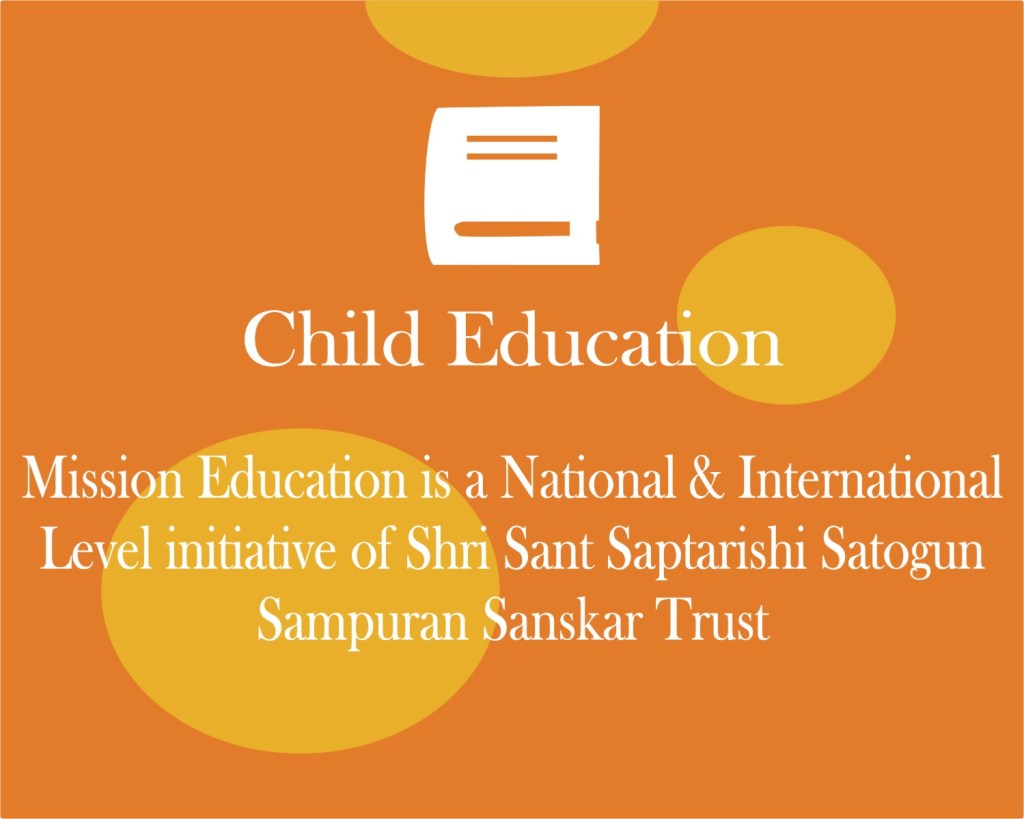 Child Education
Mission Education is a National & International
Level initiative of Shri Sant Saptarishi Satogun
Sampuran Sanskar Trust